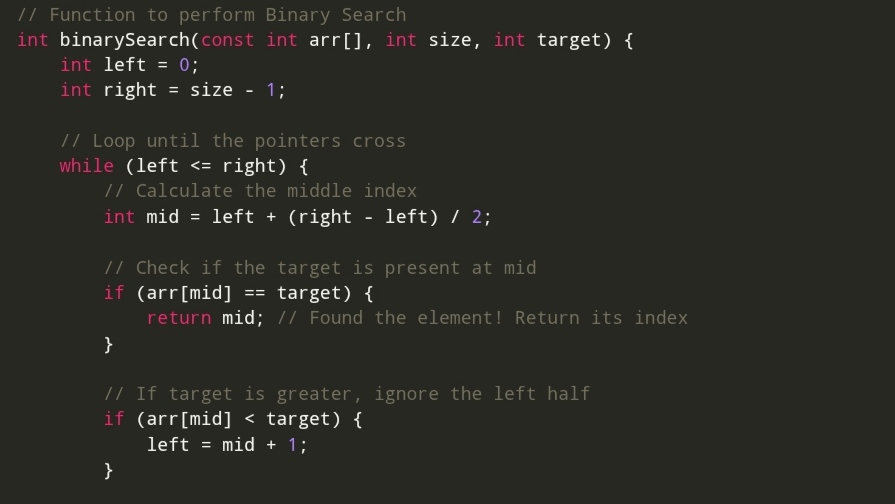 // Function to perform Binary Search
int binarySearch(const int arr[], int size, int target) {
    int left = 0;
    int right = size - 1;

    // Loop until the pointers cross
    while (left <= right) {
        // Calculate the middle index
        int mid = left + (right - left) / 2;

        // Check if the target is present at mid
        if (arr[mid] == target) {
            return mid; // Found the element! Return its index
        }

        // If target is greater, ignore the left half
        if (arr[mid] < target) {
            left = mid + 1;
        }